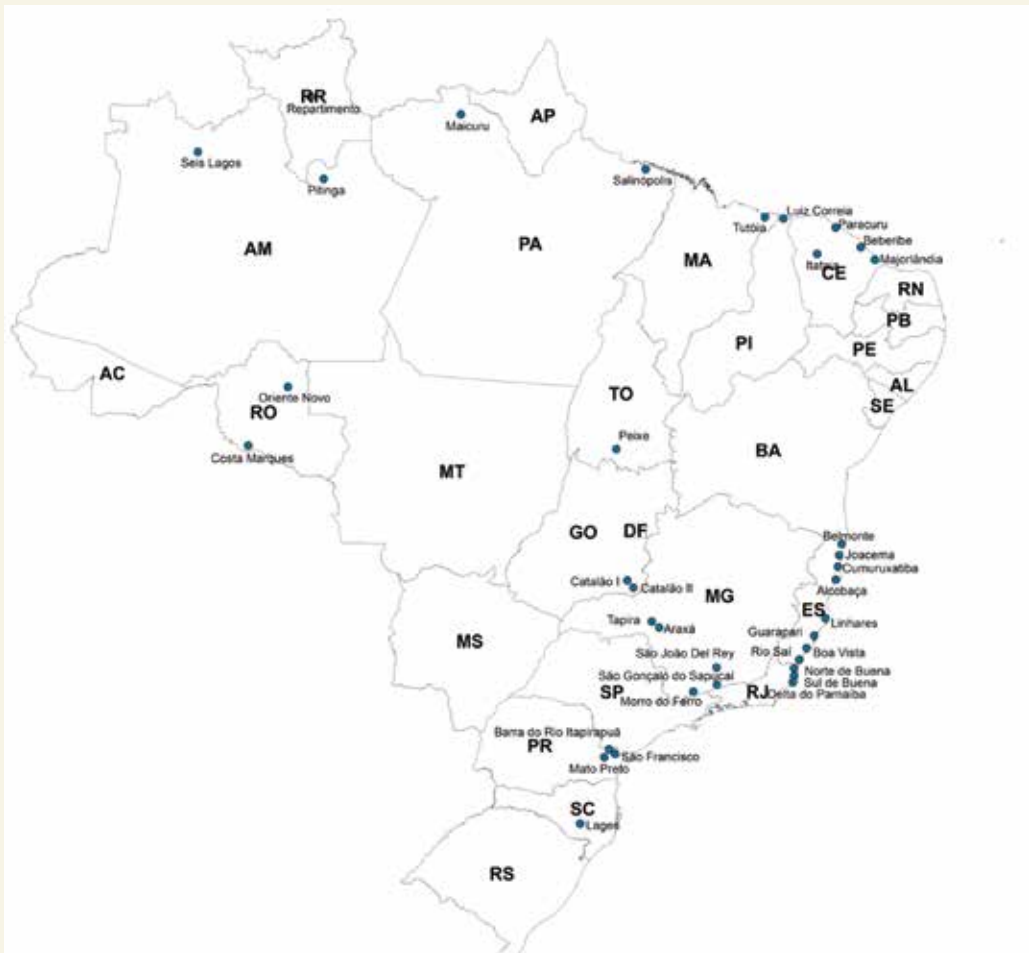 RR
Repartimento
Maicuru
AP
Seis Lagos
Pitinga
Salinópolis
Tutóia
Luiz Correia
Paracuru
Beberibe
Majorlândia
AM
PA
MA
CE
RN
PB
PI
PE
AC
AL
SE
TO
Oriente Novo
RO
Peixe
BA
Costa Marques
MT
GO
DF
Belmonte
Joacema
Cumuruxatiba
Alcobaça
Catalão I
Catalão II
MG
ES
Linhares
Tapira
Araxá
Guarapari
MS
São João Del Rey
Rio Sal
Boa Vista
São Gonçalo do Sapucaí
Norte de Buena
Sul de Buena
SP
RJ
Delta do Parnaíba
Morro do Ferro
Barra do Rio Itapirapuã
PR
São Francisco
Mato Preto
SC
Lages
RS